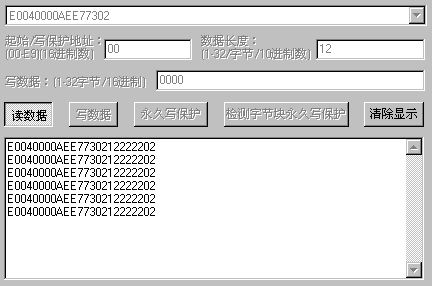 E0040000AEE77302
起始/写保护地址：
(00-E9)(16进制数)
00
数据长度：
(1-32/字节/10进制数)
12
写数据：(1-32字节/16进制)
0000
读数据 写数据 永久写保护 检测字节块永久写保护 清除显示
E0040000AEE7730212222202
E0040000AEE7730212222202
E0040000AEE7730212222202
E0040000AEE7730212222202
E0040000AEE7730212222202
E0040000AEE7730212222202